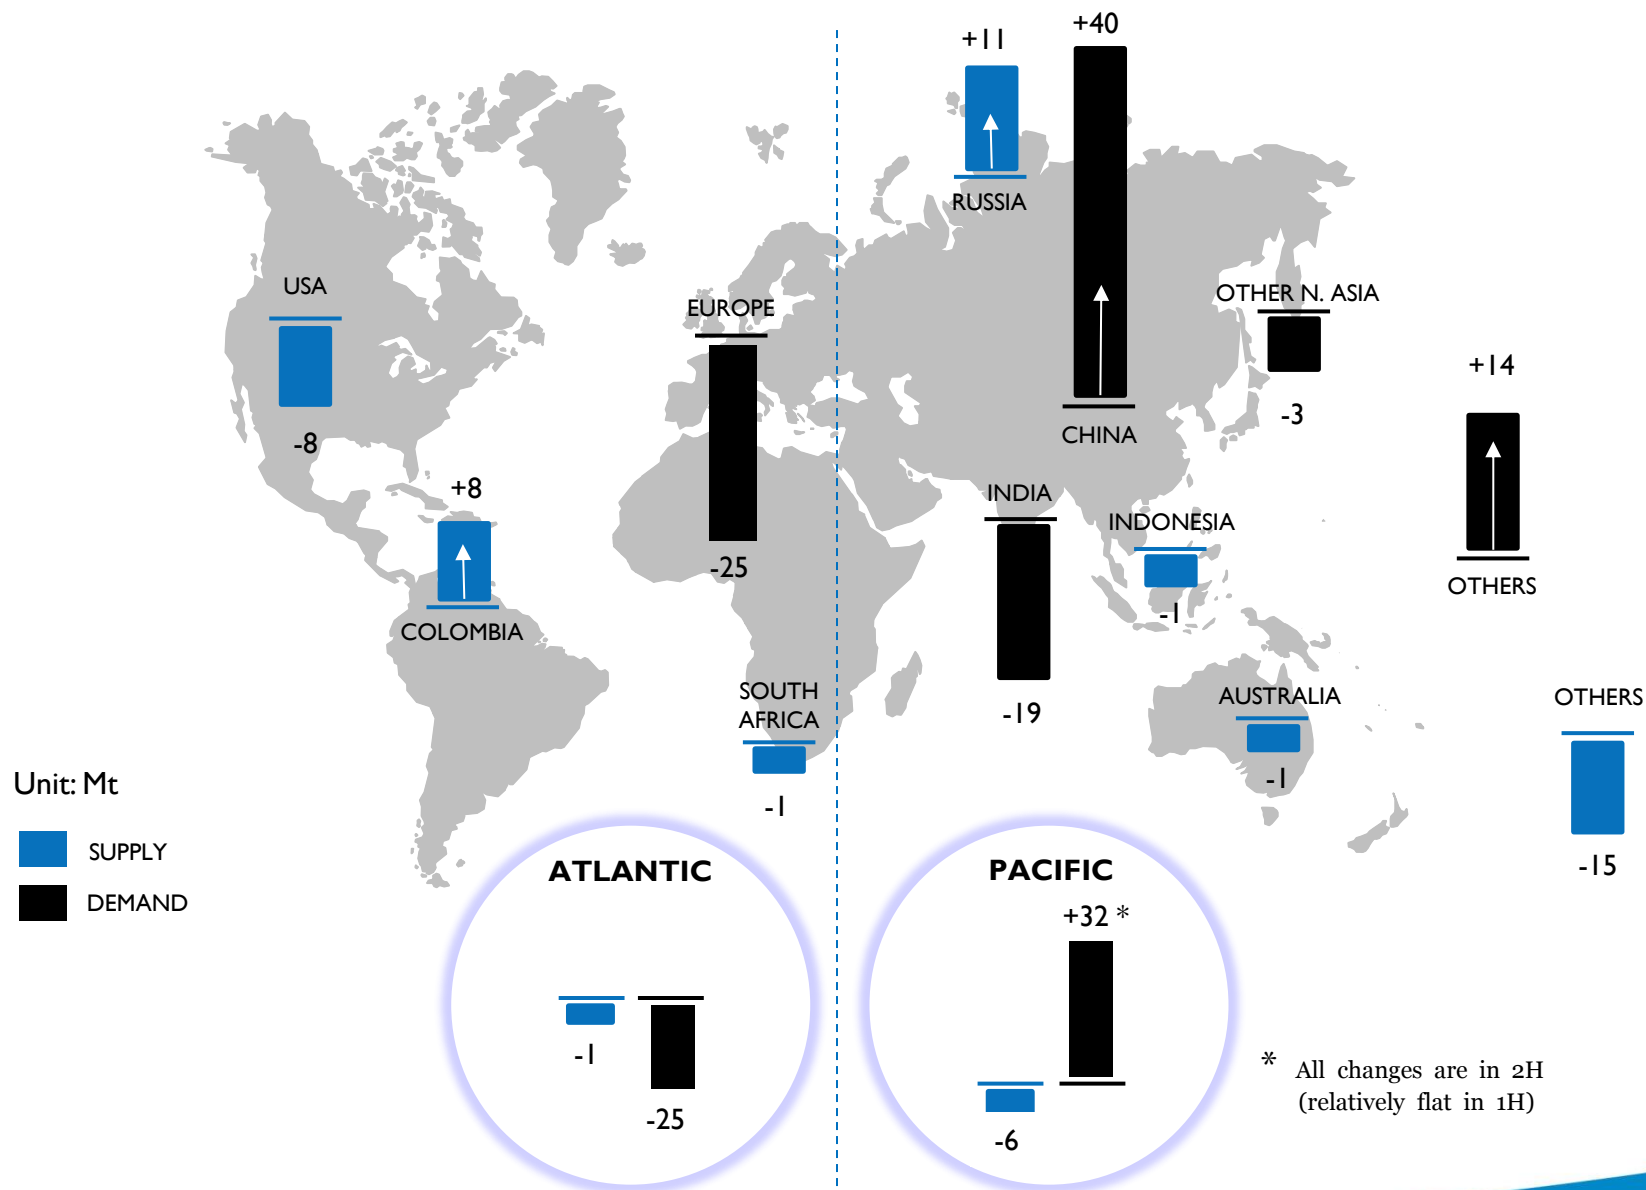 +40
+11
RUSSIA
USA
-8
EUROPE
-25
OTHER N. ASIA
-3
CHINA
+14
OTHERS
+8
COLOMBIA
INDIA
-19
INDONESIA
-1
SOUTH
AFRICA
-1
AUSTRALIA
-1
OTHERS
-15
Unit: Mt
SUPPLY
DEMAND
ATLANTIC
-1
-25
PACIFIC
+32 *
-6
* All changes are in 2H
(relatively flat in 1H)